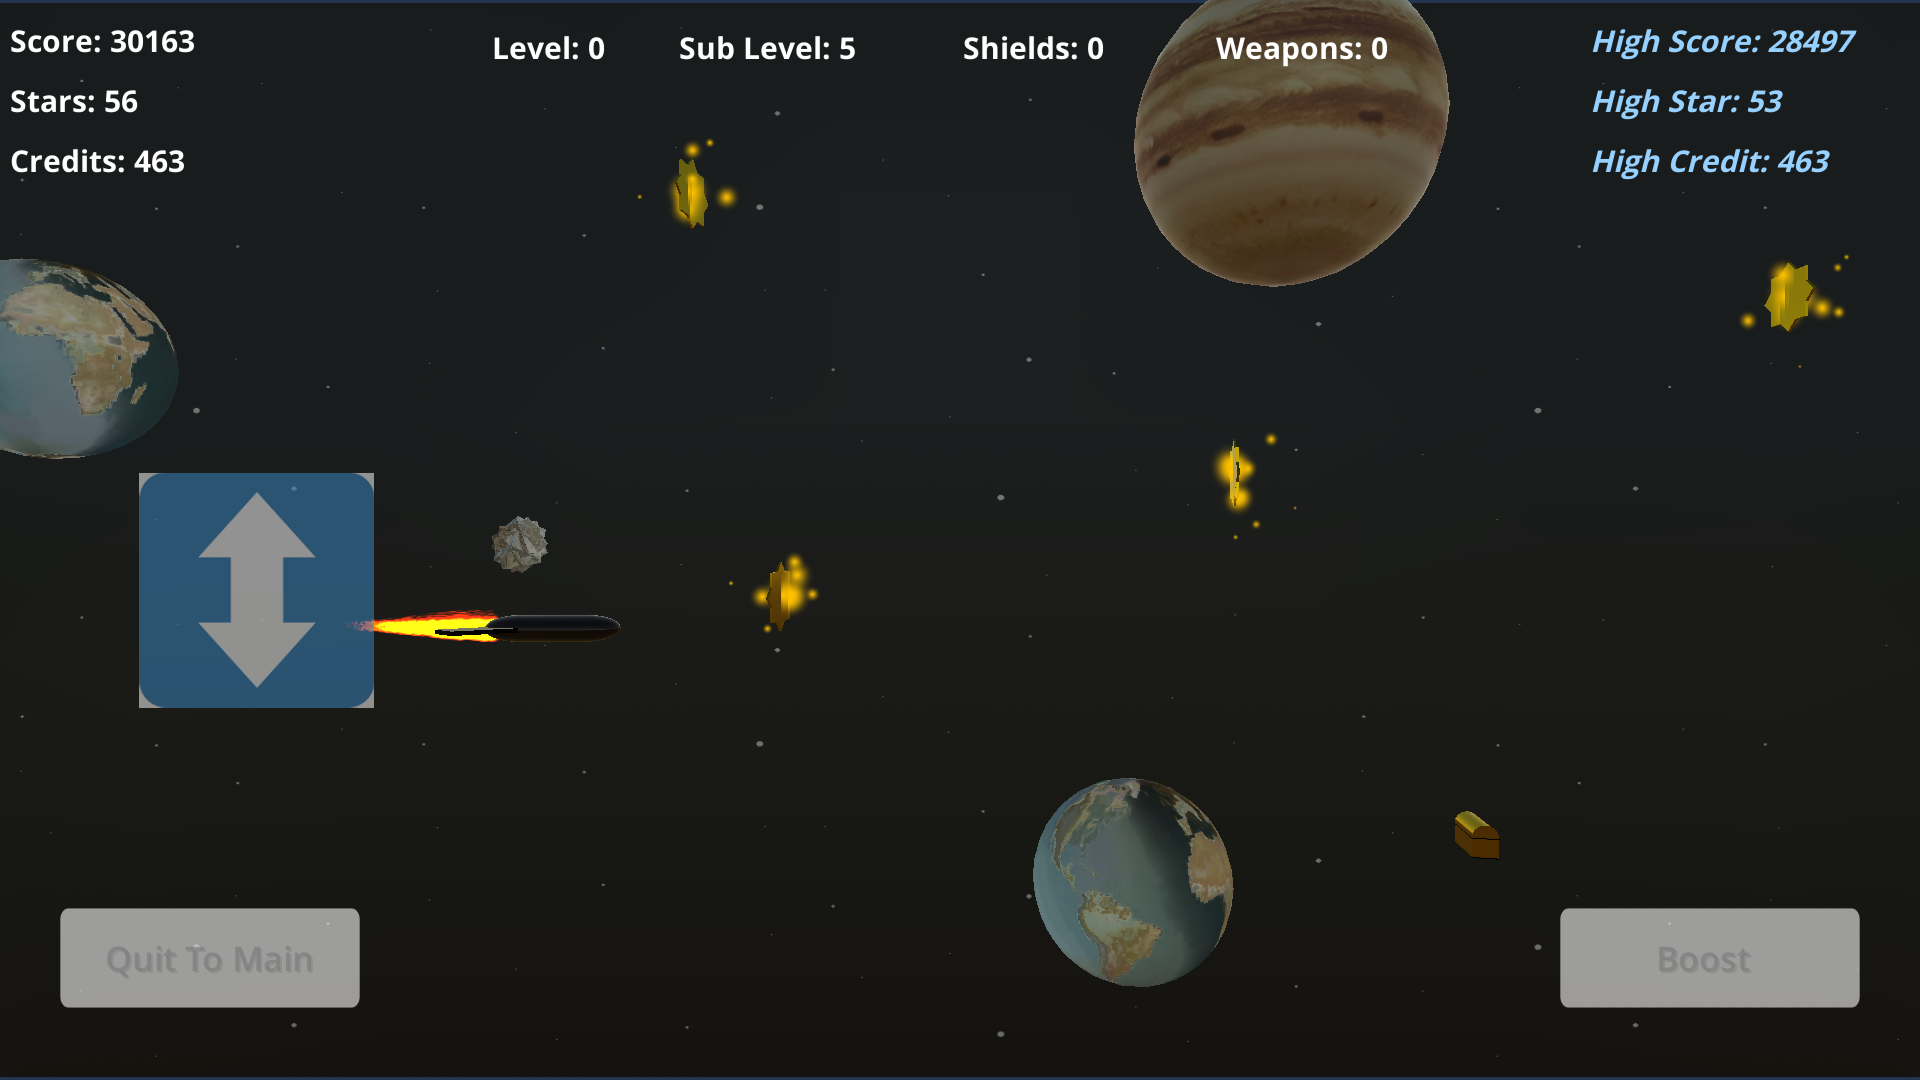 Score: 30163
Level: 0
Sub Level: 5
Shields: 0
Weapons: 0
High Score: 28497
Stars: 56
High Star: 53
Credits: 463
High Credit: 463
Quit To Main
Boost